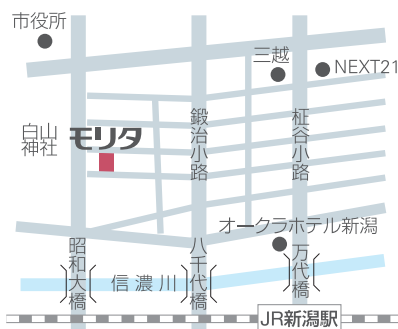 市役所
三越
NEXT21
白山
神社
モリタ
鍛治小路
柾谷小路
オークラホテル新潟
昭和大橋
信濃川
八千代橋
万代橋
JR新潟駅